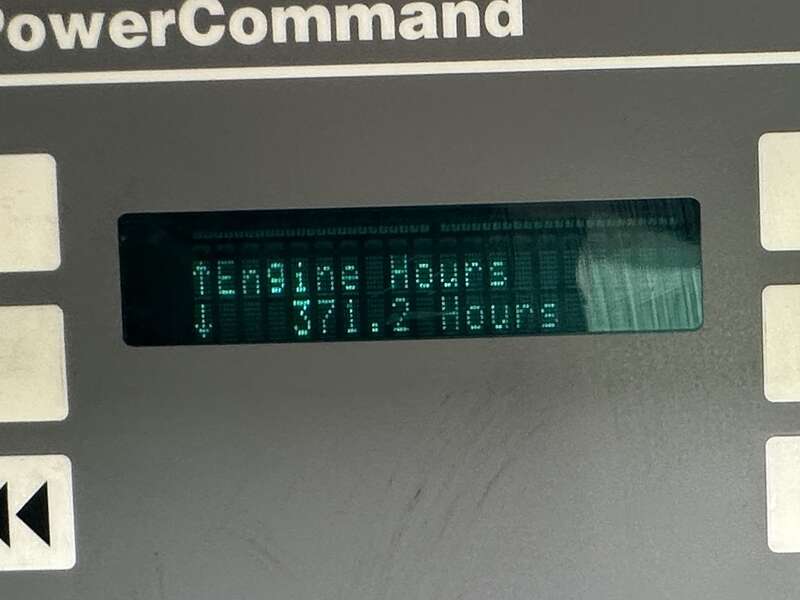 PowerCommand
↑Engine Hours
↓ 371.2 Hours